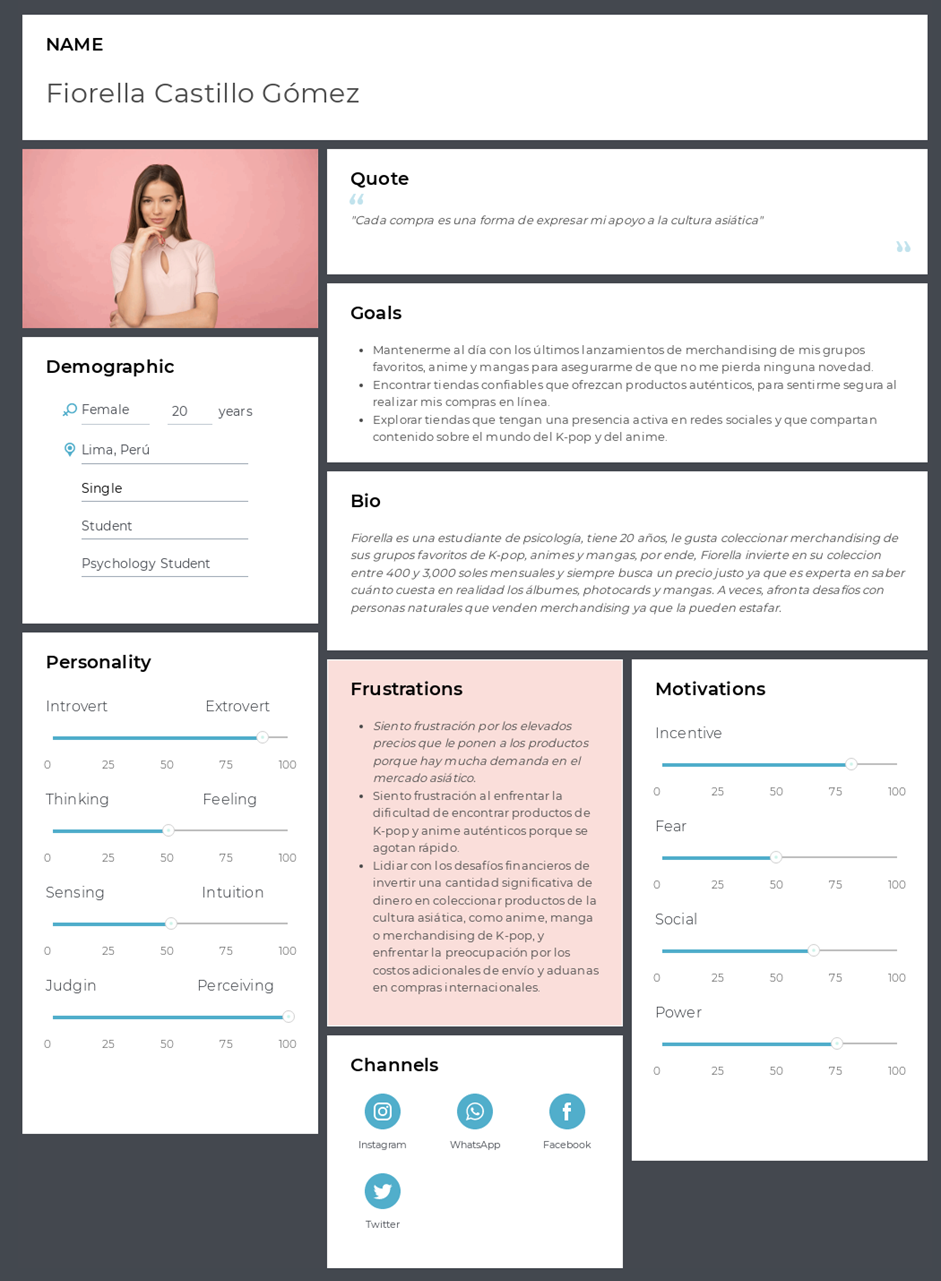 NAME
Fiorella Castillo Gómez
Quote
“
"Cada compra es una forma de expresar mi apoyo a la cultura asiática"
”
Goals
• Mantenerme al día con los últimos lanzamientos de merchandising de mis grupos
favoritos, anime y mangas para asegurarme de que no me pierda ninguna novedad.
• Encontrar tiendas confiables que ofrezcan productos auténticos, para sentirme segura al
realizar mis compras en línea.
• Explorar tiendas que tengan una presencia activa en redes sociales y que compartan
contenido sobre el mundo del K-pop y del anime.
Demographic
Female 20 years
Lima, Perú
Single
Student
Psychology Student
Bio
Fiorella es una estudiante de psicología, tiene 20 años, le gusta coleccionar merchandising de
sus grupos favoritos de K-pop, animes y mangas, por ende, Fiorella invierte en su coleccion
entre 400 y 3,000 soles mensuales y siempre busca un precio justo ya que es experta en saber
cuánto cuesta en realidad los álbumes, photocards y mangas. A veces, afronta desafíos con
personas naturales que venden merchandising ya que la pueden estafar.
Personality
Introvert Extrovert
0 25 50 75 100
Thinking Feeling
0 25 50 75 100
Sensing Intuition
0 25 50 75 100
Judgin Perceiving
0 25 50 75 100
Frustrations
• Siento frustración por los elevados
precios que le ponen a los productos
porque hay mucha demanda en el
mercado asiático.
• Siento frustración al enfrentar la
dificultad de encontrar productos de
K-pop y anime auténticos porque se
agotan rápido.
• Lidiar con los desafíos financieros de
invertir una cantidad significativa de
dinero en coleccionar productos de la
cultura asiática, como anime, manga
o merchandising de K-pop, y
enfrentar la preocupación por los
costos adicionales de envío y aduanas
en compras internacionales.
Motivations
Incentive
0 25 50 75 100
Fear
0 25 50 75 100
Social
0 25 50 75 100
Power
0 25 50 75 100
Channels
Instagram WhatsApp Facebook
Twitter